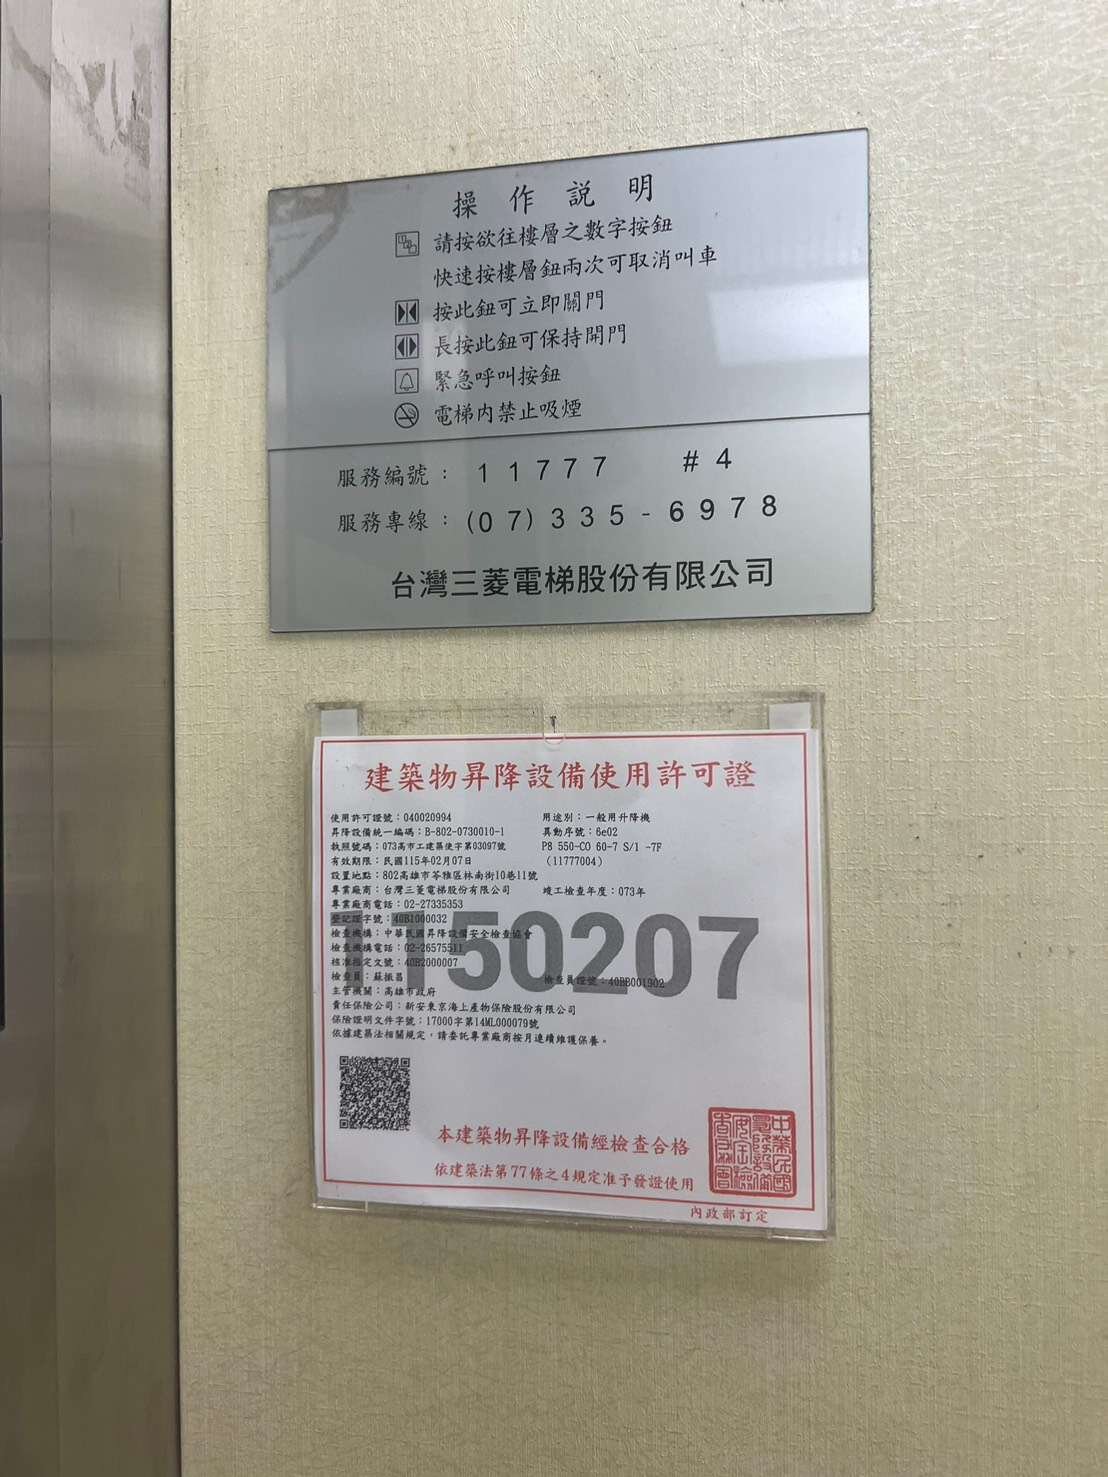 操作説明
請按欲往樓層之數字按鈕
快速按樓層鈕兩次可取消叫車
按此鈕可立即關門
長按此鈕可保持開門
緊急呼叫按鈕
電梯內禁止吸煙
服務編號：11777 #4
服務專線：(07)335-6978
台灣三菱電梯股份有限公司
建築物昇降設備使用許可證
使用許可證號：040020994 用途別：一般用升降機
昇降設備統一編碼：B-802-0730010-1 異動序號：6e02
執照號碼：073高市工建築使字第03097號 P8 550-CO 60-7 S/1 -7F
有效期限：民國115年02月07日 (11777004)
設置地點：802高雄市苓雅區林南街10巷11號
專業廠商：台灣三菱電梯股份有限公司 竣工檢查年度：073年
專業廠商電話：02-27335353
登記證字號：40B1000032
檢查機構：中華民國昇降設備安全檢查協會
檢查機構電話：02-26575511
核准指定文號：40B2000007
檢查員：蘇振昌 檢查員證號：40BB001902
主管機關：高雄市政府
責任保險公司：新安東京海上產物保險股份有限公司
保險證明文件字號：17000字第14ML000079號
依據建築法相關規定，請委託專業廠商按月連續維護保養。
1150207
本建築物昇降設備經檢查合格
依建築法第77條之4規定准予發證使用
內政部訂定